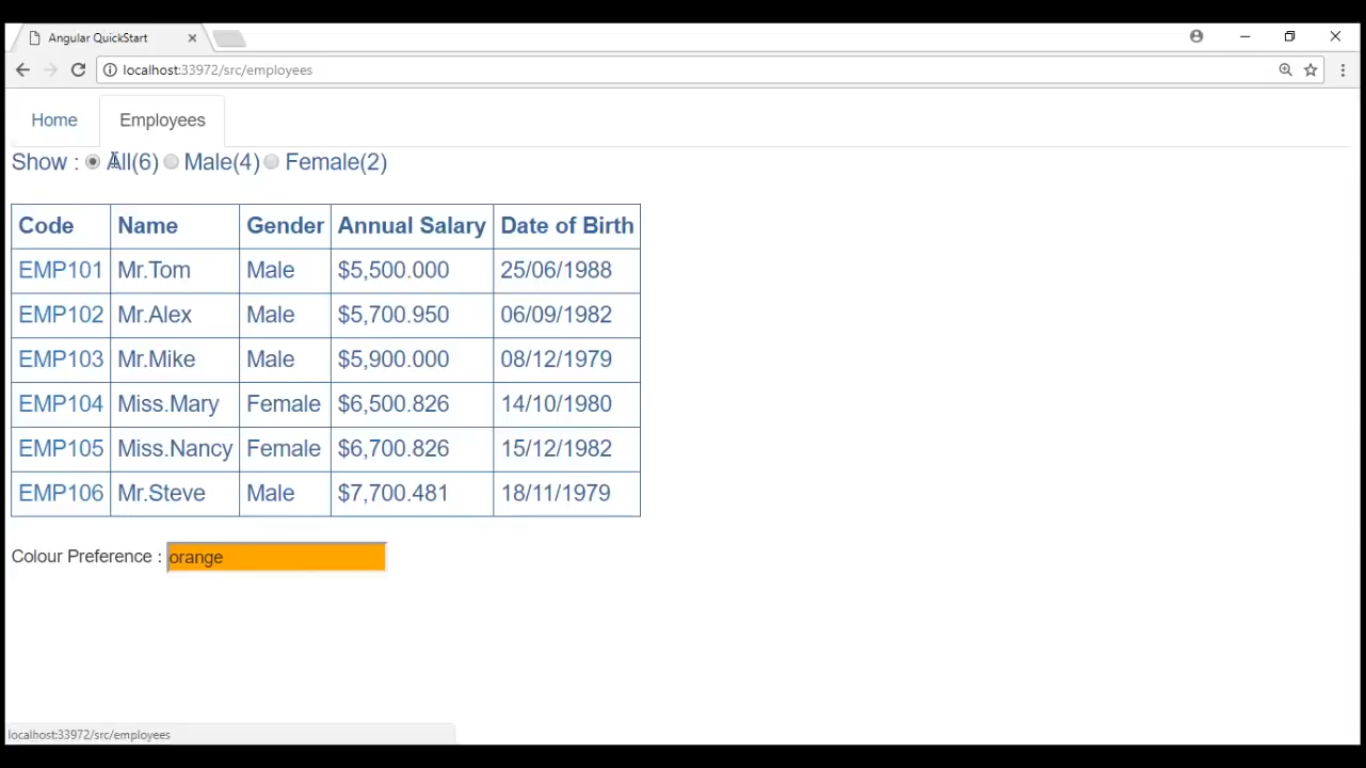 Angular QuickStart
localhost:33972/src/employees
Home Employees
Show : All(6) Male(4) Female(2)
Code Name Gender Annual Salary Date of Birth
EMP101 Mr.Tom Male $5,500.000 25/06/1988
EMP102 Mr.Alex Male $5,700.950 06/09/1982
EMP103 Mr.Mike Male $5,900.000 08/12/1979
EMP104 Miss.Mary Female $6,500.826 14/10/1980
EMP105 Miss.Nancy Female $6,700.826 15/12/1982
EMP106 Mr.Steve Male $7,700.481 18/11/1979
Colour Preference : orange
localhost:33972/src/employees